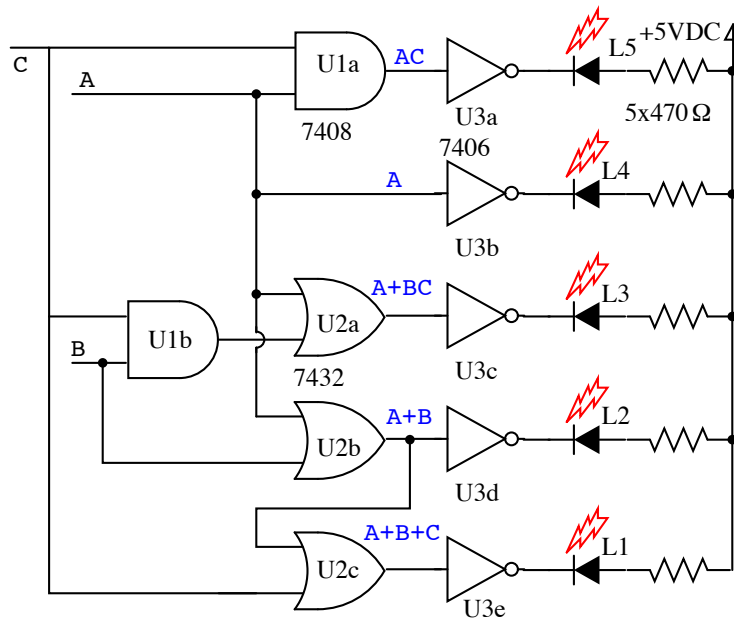 C
A
U1a
7408
AC
U3a
7406
L5
+5VDC
5x470 Ω
A
U3b
L4
B
U1b
U2a
7432
A+BC
U3c
L3
U2b
A+B
U3d
L2
U2c
A+B+C
U3e
L1